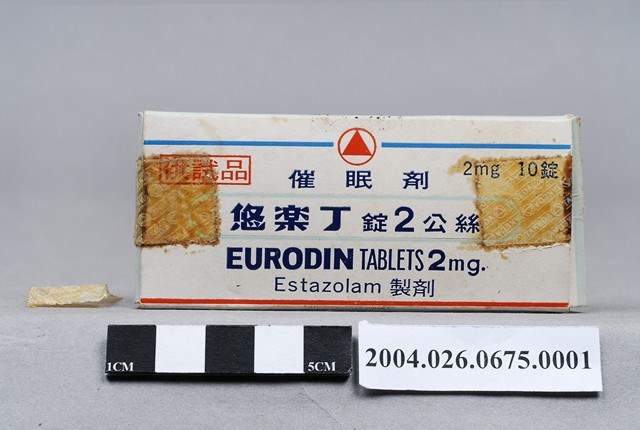 試品
2mg 10錠
催眠剤
悠楽丁錠2公絲
EURODIN TABLETS 2mg.
Estazolam 製剤
1CM 5CM
2004.026.0675.0001